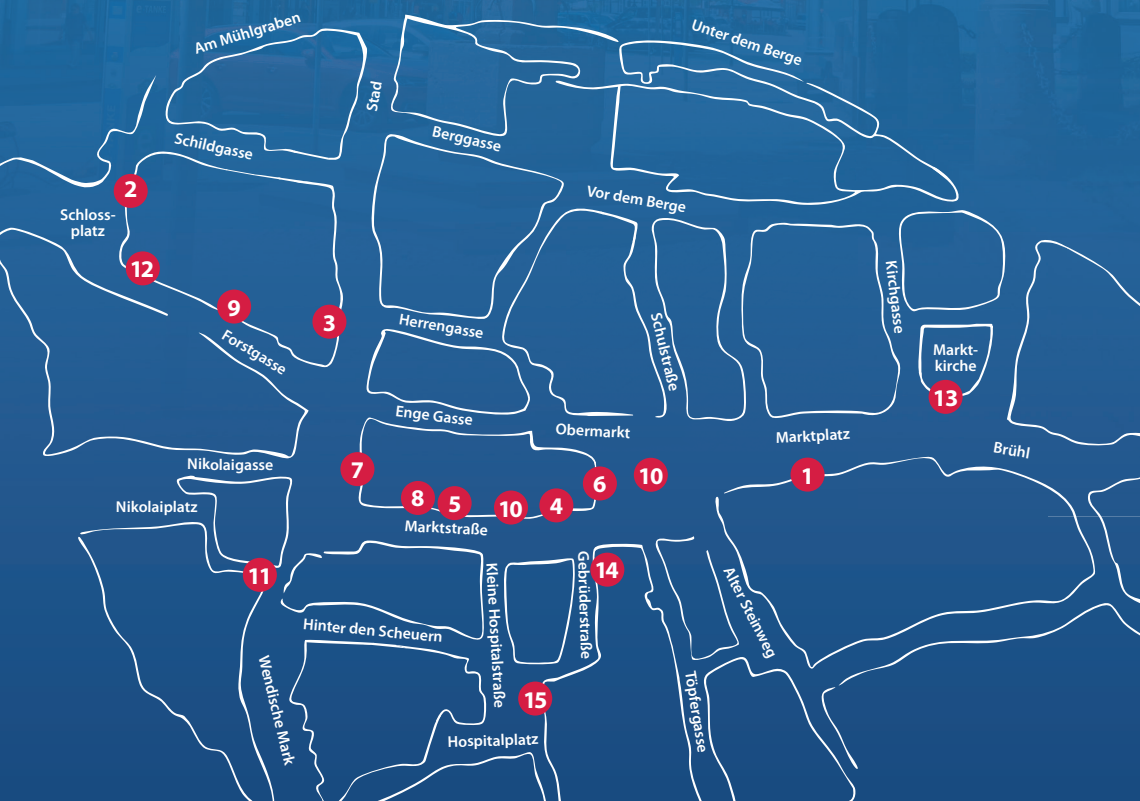 Am Mühlgraben
Unter dem Berge
Stad
Berggasse
Schildgasse
2
Vor dem Berge
Schloss-
platz
Kirchgasse
12
9
3
Herrengasse
Schulstraße
Forstgasse
Markt-
kirche
13
Enge Gasse
Obermarkt
Marktplatz
Brühl
Nikolaigasse
7
10
1
6
8
5
10
4
Nikolaiplatz
Marktstraße
11
14
Kleine Hospitalstraße
Gebrüderstraße
Alter Steinweg
Hinter den Scheuern
Wendische Mark
15
Töpfergasse
Hospitalplatz